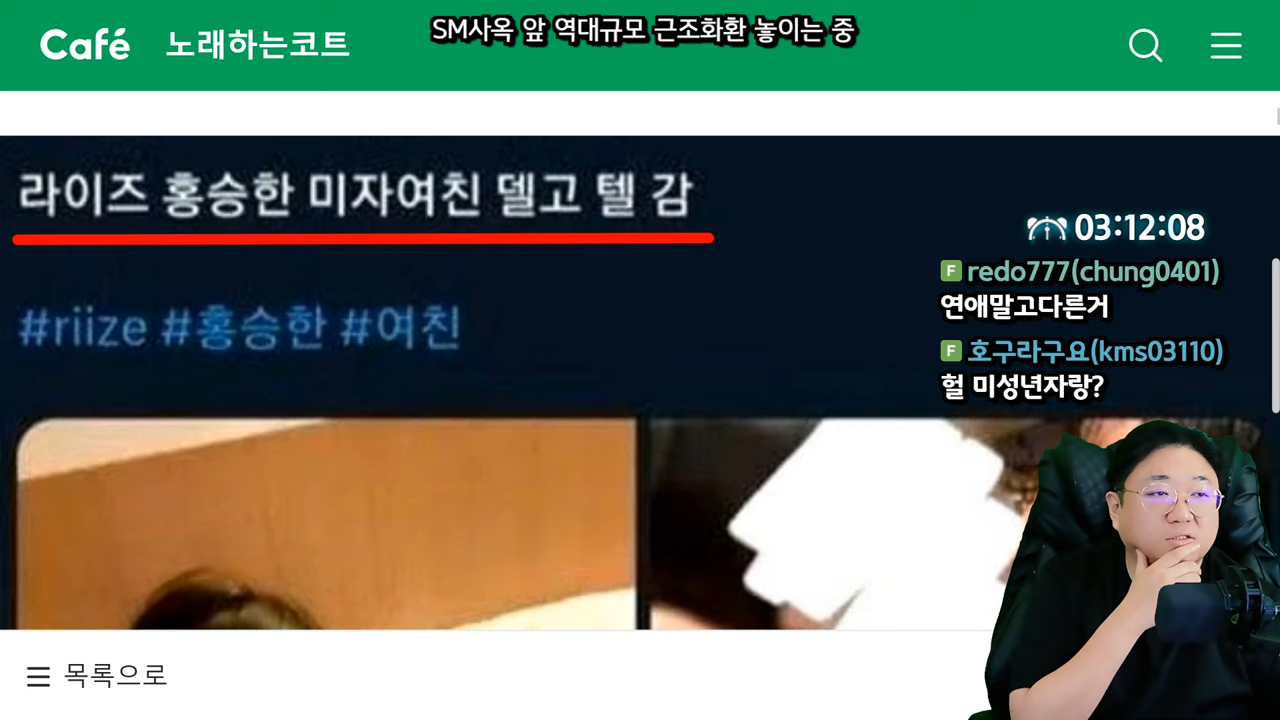 SM사옥 앞 역대규모 근조화환 놓이는 중
Café 노래하는코트
라이즈 홍승한 미자여친 델고 텔 감
#riize #홍승한 #여친
03:12:08
F redo777(chung0401)
연애말고다른거
F 호구라구요(kms03110)
헐 미성년자랑?
목록으로